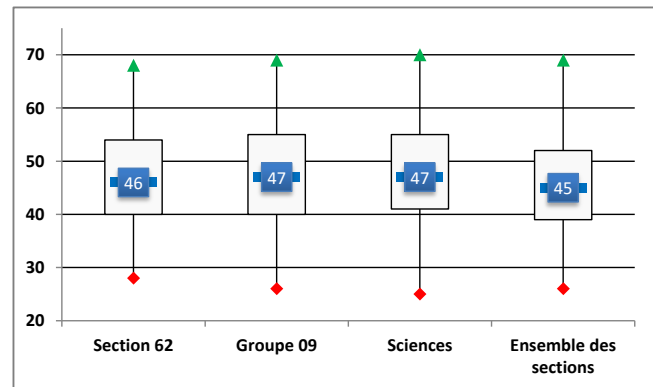 70
60
50
40
30
20
46
47
47
45
Section 62
Groupe 09
Sciences
Ensemble des
sections